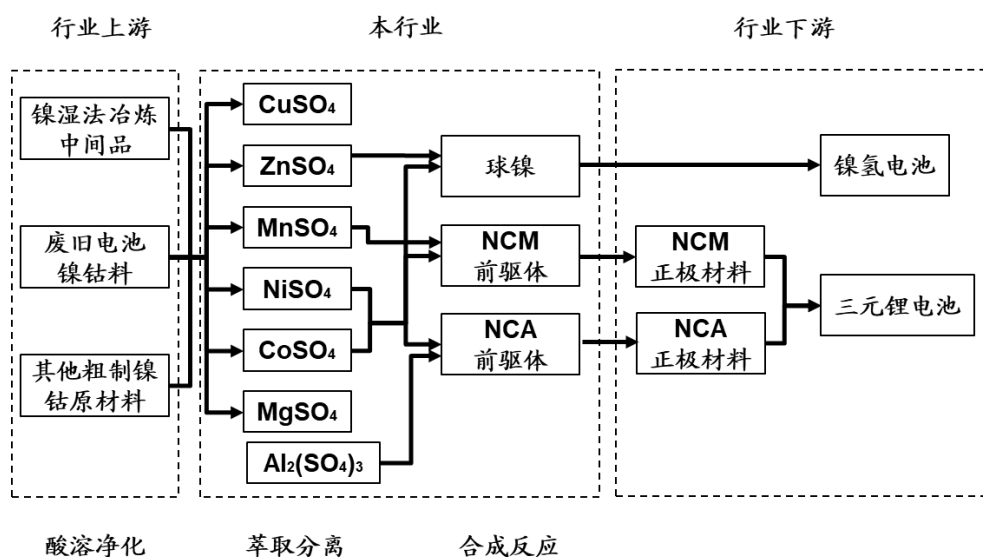 行业上游
本行业
行业下游
镍湿法冶炼
中间品
废旧电池
镍钴料
其他粗制镍
钴原材料
CuSO₄
ZnSO₄
MnSO₄
NiSO₄
CoSO₄
MgSO₄
Al₂(SO₄)₃
球镍
NCM
前驱体
NCA
前驱体
NCM
正极材料
NCA
正极材料
镍氢电池
三元锂电池
酸溶净化
萃取分离
合成反应